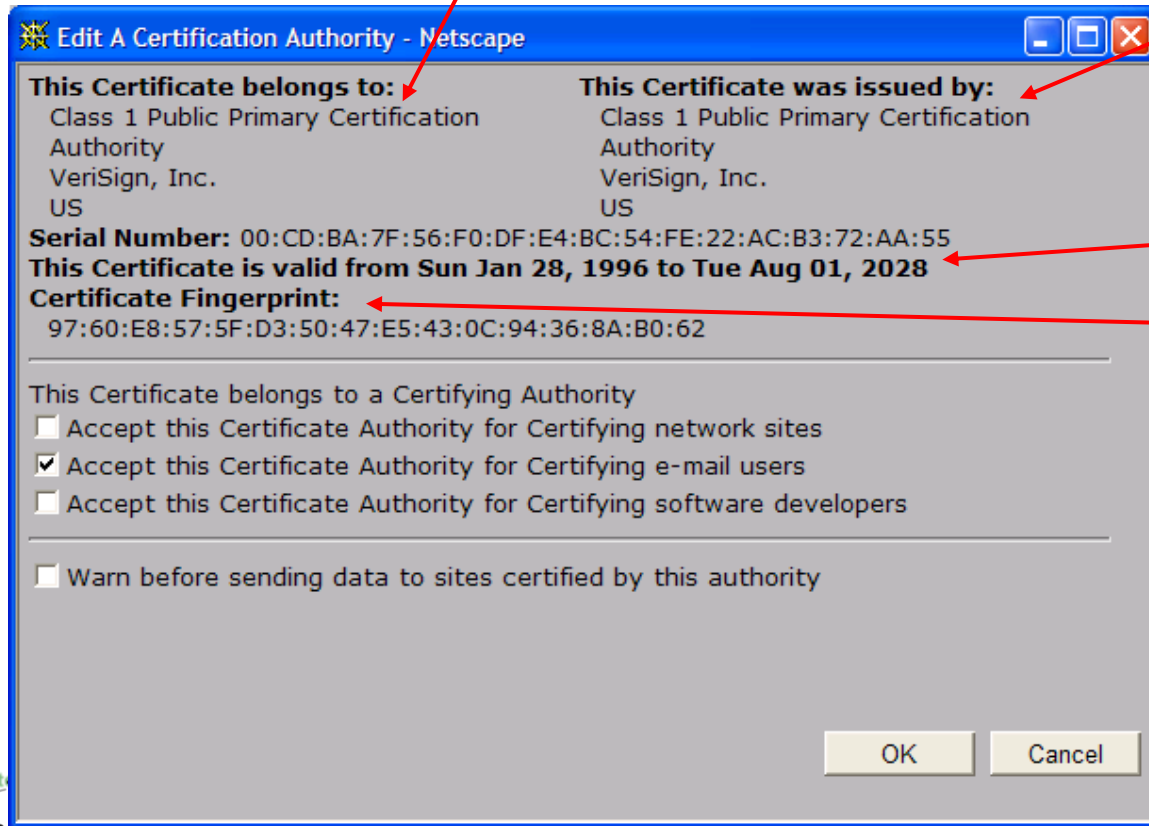 Edit A Certification Authority - Netscape
This Certificate belongs to:
Class 1 Public Primary Certification
Authority
VeriSign, Inc.
US
This Certificate was issued by:
Class 1 Public Primary Certification
Authority
VeriSign, Inc.
US
Serial Number: 00:CD:BA:7F:56:F0:DF:E4:BC:54:FE:22:AC:B3:72:AA:55
This Certificate is valid from Sun Jan 28, 1996 to Tue Aug 01, 2028
Certificate Fingerprint:
97:60:E8:57:5F:D3:50:47:E5:43:0C:94:36:8A:B0:62
This Certificate belongs to a Certifying Authority
Accept this Certificate Authority for Certifying network sites
Accept this Certificate Authority for Certifying e-mail users
Accept this Certificate Authority for Certifying software developers
Warn before sending data to sites certified by this authority
OK
Cancel